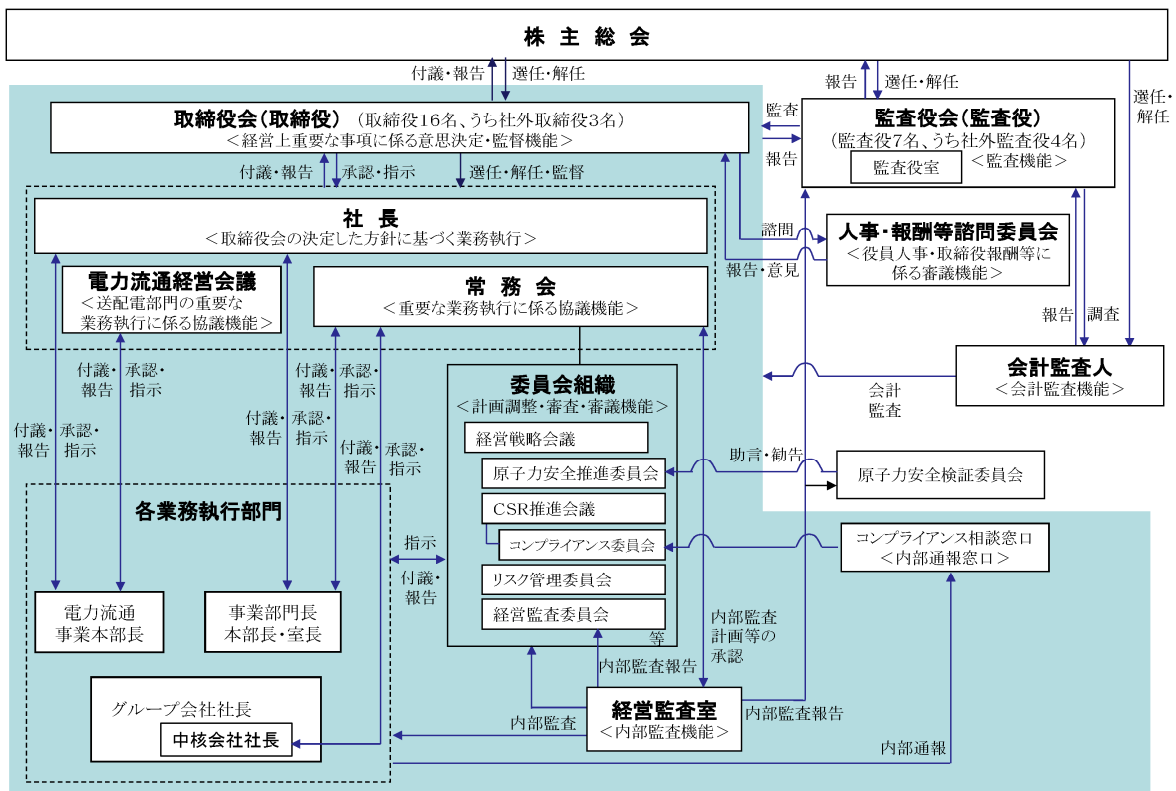 株主総会
付議・報告
選任・解任
報告
選任・解任
選任・
解任
取締役会(取締役) (取締役16名、うち社外取締役3名)
<経営上重要な事項に係る意思決定・監督機能>
監査
報告
監査役会(監査役)
(監査役7名、うち社外監査役4名)
監査役室
<監査機能>
付議・報告
承認・指示
選任・解任・監督
社長
<取締役会の決定した方針に基づく業務執行>
諮問
報告・意見
人事・報酬等諮問委員会
<役員人事・取締役報酬等に
係る審議機能>
電力流通経営会議
<送配電部門の重要な
業務執行に係る協議機能>
常務会
<重要な業務執行に係る協議機能>
報告
調査
会計監査人
<会計監査機能>
会計
監査
付議・
報告
承認・
指示
付議・
報告
承認・
指示
付議・
報告
承認・
指示
付議・
報告
承認・
指示
付議・
報告
承認・
指示
委員会組織
<計画調整・審査・審議機能>
経営戦略会議
原子力安全推進委員会
CSR推進会議
コンプライアンス委員会
リスク管理委員会
経営監査委員会
等
助言・勧告
原子力安全検証委員会
コンプライアンス相談窓口
<内部通報窓口>
各業務執行部門
指示
付議・
報告
電力流通
事業本部長
事業部門長
本部長・室長
グループ会社社長
中核会社社長
内部監査
計画等の
承認
内部監査報告
内部監査
経営監査室
<内部監査機能>
内部監査報告
内部通報